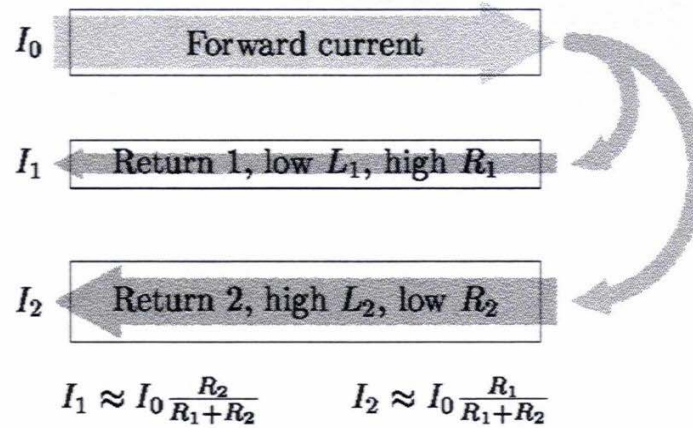 I₀ Forward current
I₁ Return 1, low L₁, high R₁
I₂ Return 2, high L₂, low R₂
I₁ ≈ I₀ R₂/(R₁+R₂) I₂ ≈ I₀ R₁/(R₁+R₂)